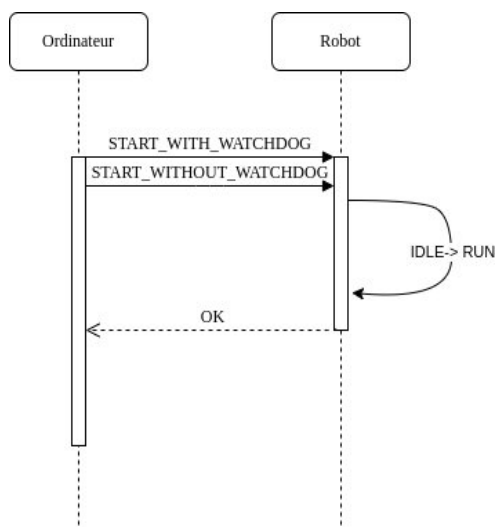 Ordinateur
Robot
START_WITH_WATCHDOG
START_WITHOUT_WATCHDOG
IDLE-> RUN
OK